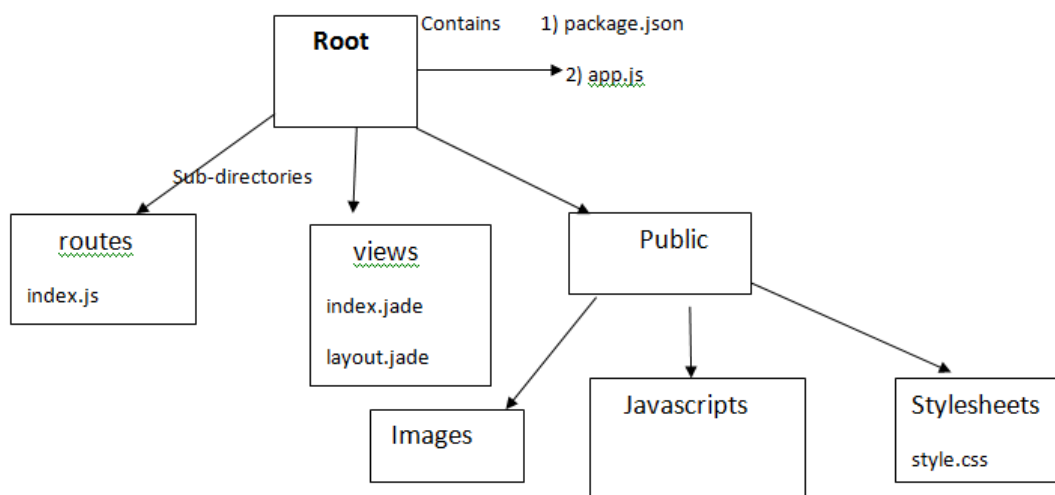 Root
Contains
1) package.json
2) app.js
Sub-directories
routes
index.js
views
index.jade
layout.jade
Public
Images
Javascripts
Stylesheets
style.css